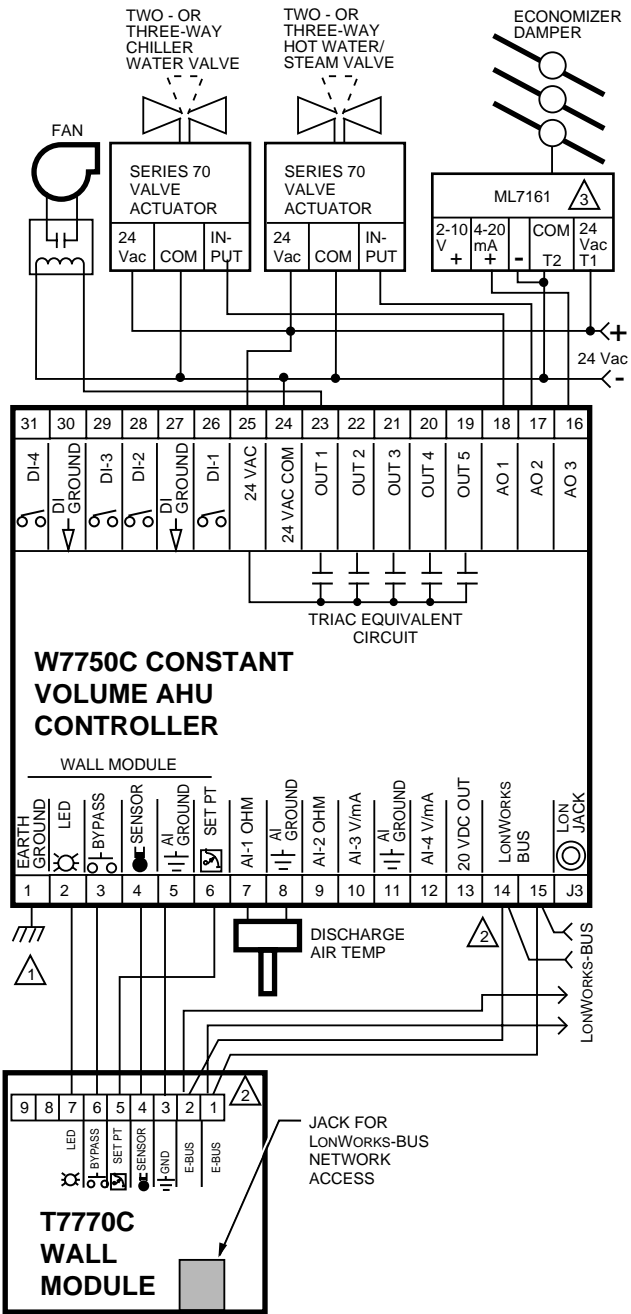 TWO - OR
THREE-WAY
CHILLER
WATER VALVE
TWO - OR
THREE-WAY
HOT WATER/
STEAM VALVE
ECONOMIZER
DAMPER
FAN
SERIES 70
VALVE
ACTUATOR
24
Vac
COM
IN-
PUT
SERIES 70
VALVE
ACTUATOR
24
Vac
COM
IN-
PUT
ML7161
3
2-10
V
+
4-20
mA
+
-
COM
T2
24
Vac
T1
+
24 Vac
-
31 30 29 28 27 26 25 24 23 22 21 20 19 18 17 16
DI-4
DI
GROUND
DI-3
DI-2
DI
GROUND
DI-1
24 VAC
24 VAC COM
OUT 1
OUT 2
OUT 3
OUT 4
OUT 5
AO 1
AO 2
AO 3
TRIAC EQUIVALENT
CIRCUIT
W7750C CONSTANT
VOLUME AHU
CONTROLLER
WALL MODULE
EARTH
GROUND
LED
BYPASS
SENSOR
AI
GROUND
SET PT
AI-1 OHM
AI
GROUND
AI-2 OHM
AI-3 V/mA
AI
GROUND
AI-4 V/mA
20 VDC OUT
LONWORKS
BUS
LON
JACK
1 2 3 4 5 6 7 8 9 10 11 12 13 14 15 J3
1
DISCHARGE
AIR TEMP
2
LONWORKS-BUS
9 8 7 6 5 4 3 2 1
2
LED
BYPASS
SET PT
SENSOR
GND
E-BUS
E-BUS
JACK FOR
LONWORKS-BUS
NETWORK
ACCESS
T7770C
WALL
MODULE